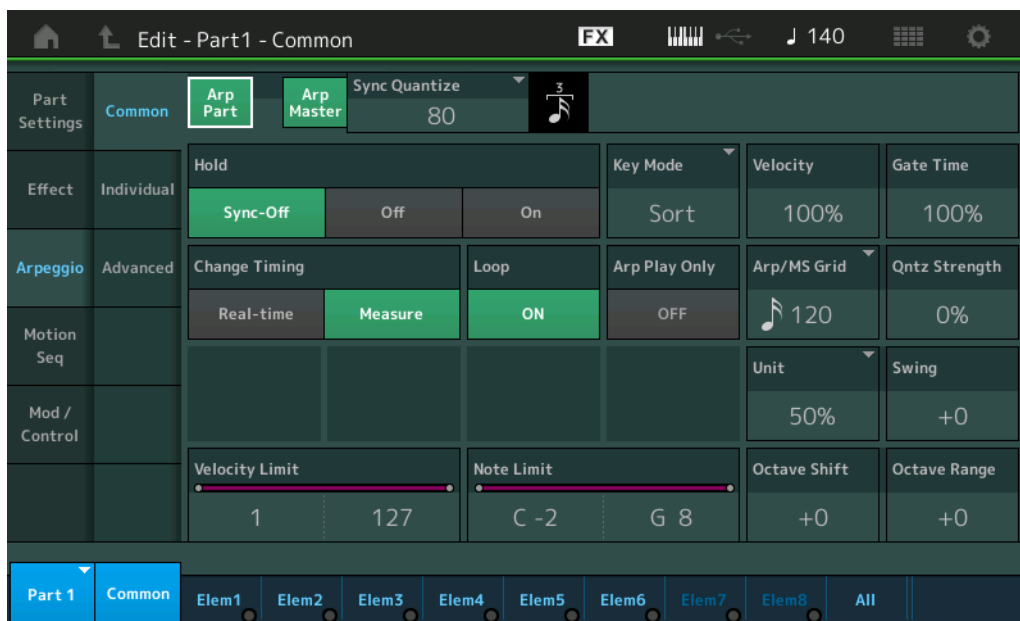 Edit - Part1 - Common
FX
140
Part Settings
Common
Arp Part
Arp Master
Sync Quantize
80
3
Effect
Individual
Hold
Sync-Off
Off
On
Key Mode
Sort
Velocity
100%
Gate Time
100%
Arpeggio
Advanced
Change Timing
Real-time
Measure
Loop
ON
Arp Play Only
OFF
Arp/MS Grid
120
Qntz Strength
0%
Motion Seq
Unit
50%
Swing
+0
Mod / Control
Velocity Limit
1
127
Note Limit
C -2
G 8
Octave Shift
+0
Octave Range
+0
Part 1
Common
Elem1
Elem2
Elem3
Elem4
Elem5
Elem6
Elem7
Elem8
All